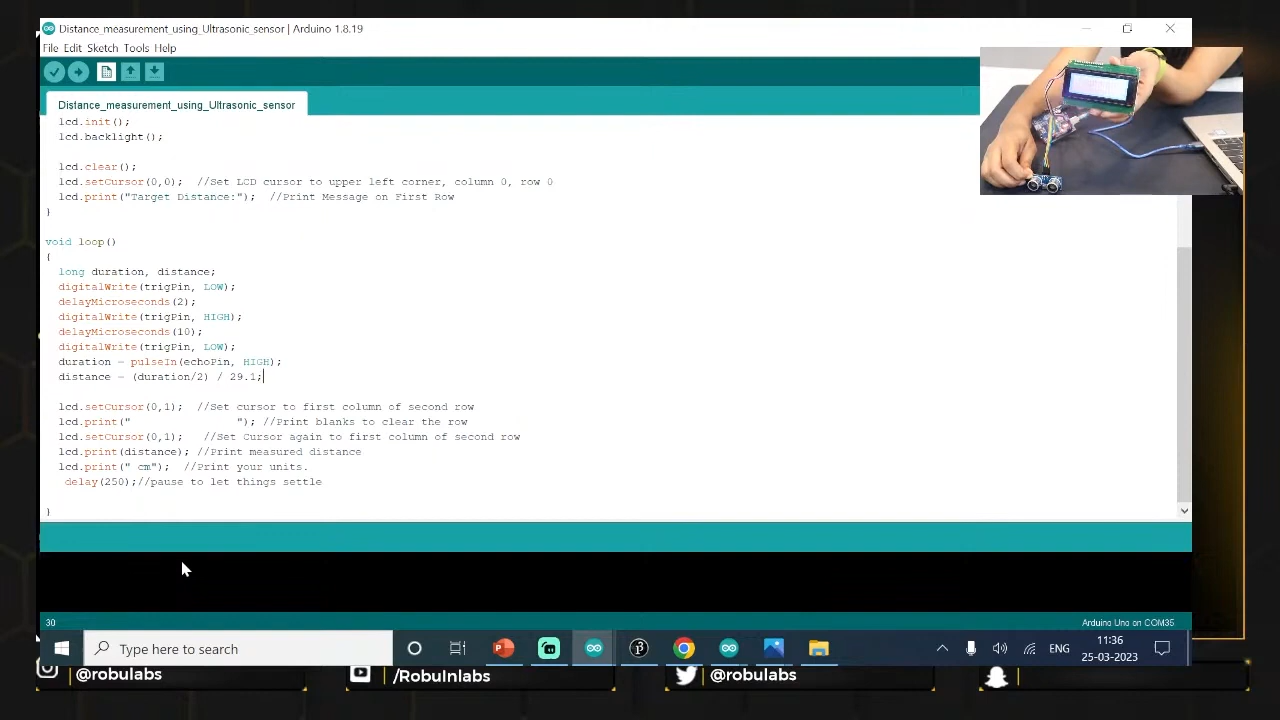 Distance_measurement_using_Ultrasonic_sensor | Arduino 1.8.19
File Edit Sketch Tools Help
Distance_measurement_using_Ultrasonic_sensor
lcd.init();
lcd.backlight();
lcd.clear();
lcd.setCursor(0,0);  //Set LCD cursor to upper left corner, column 0, row 0
lcd.print("Target Distance:");  //Print Message on First Row
}
void loop()
{
long duration, distance;
digitalWrite(trigPin, LOW);
delayMicroseconds(2);
digitalWrite(trigPin, HIGH);
delayMicroseconds(10);
digitalWrite(trigPin, LOW);
duration = pulseIn(echoPin, HIGH);
distance = (duration/2) / 29.1;
lcd.setCursor(0,1);  //Set cursor to first column of second row
lcd.print("                "); //Print blanks to clear the row
lcd.setCursor(0,1);   //Set Cursor again to first column of second row
lcd.print(distance); //Print measured distance
lcd.print(" cm");  //Print your units.
delay(250);//pause to let things settle
}
30
Arduino Uno on COM35
Type here to search
ENG
11:36
25-03-2023
@robulabs
/RobuInlabs
@robulabs